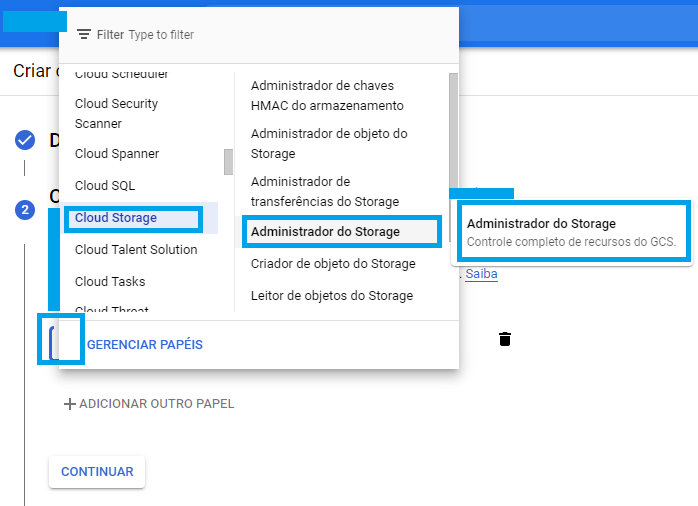 Filter Type to filter
Criar
Cloud Scheduler
Cloud Security
Scanner
Cloud Spanner
Cloud SQL
Cloud Storage
Cloud Talent Solution
Cloud Tasks
Cloud Threat
Administrador de chaves
HMAC do armazenamento
Administrador de objeto do
Storage
Administrador de
transferências do Storage
Administrador do Storage
Criador de objeto do Storage
Leitor de objetos do Storage
Administrador do Storage
Controle completo de recursos do GCS.
2
. Saiba
GERENCIAR PAPÉIS
ADICIONAR OUTRO PAPEL
CONTINUAR